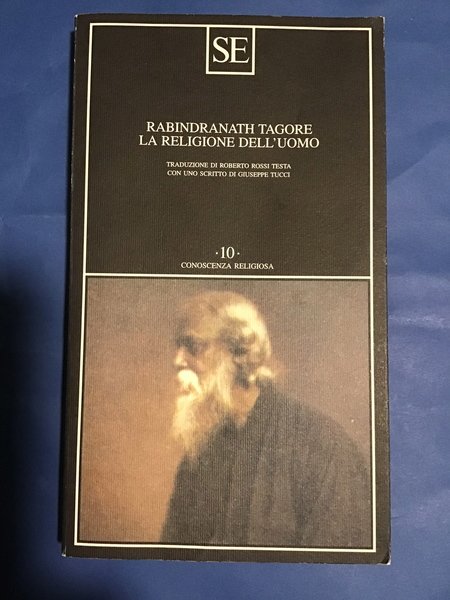 SE
RABINDRANATH TAGORE
LA RELIGIONE DELL'UOMO
TRADUZIONE DI ROBERTO ROSSI TESTA
CON UNO SCRITTO DI GIUSEPPE TUCCI
·10·
CONOSCENZA RELIGIOSA